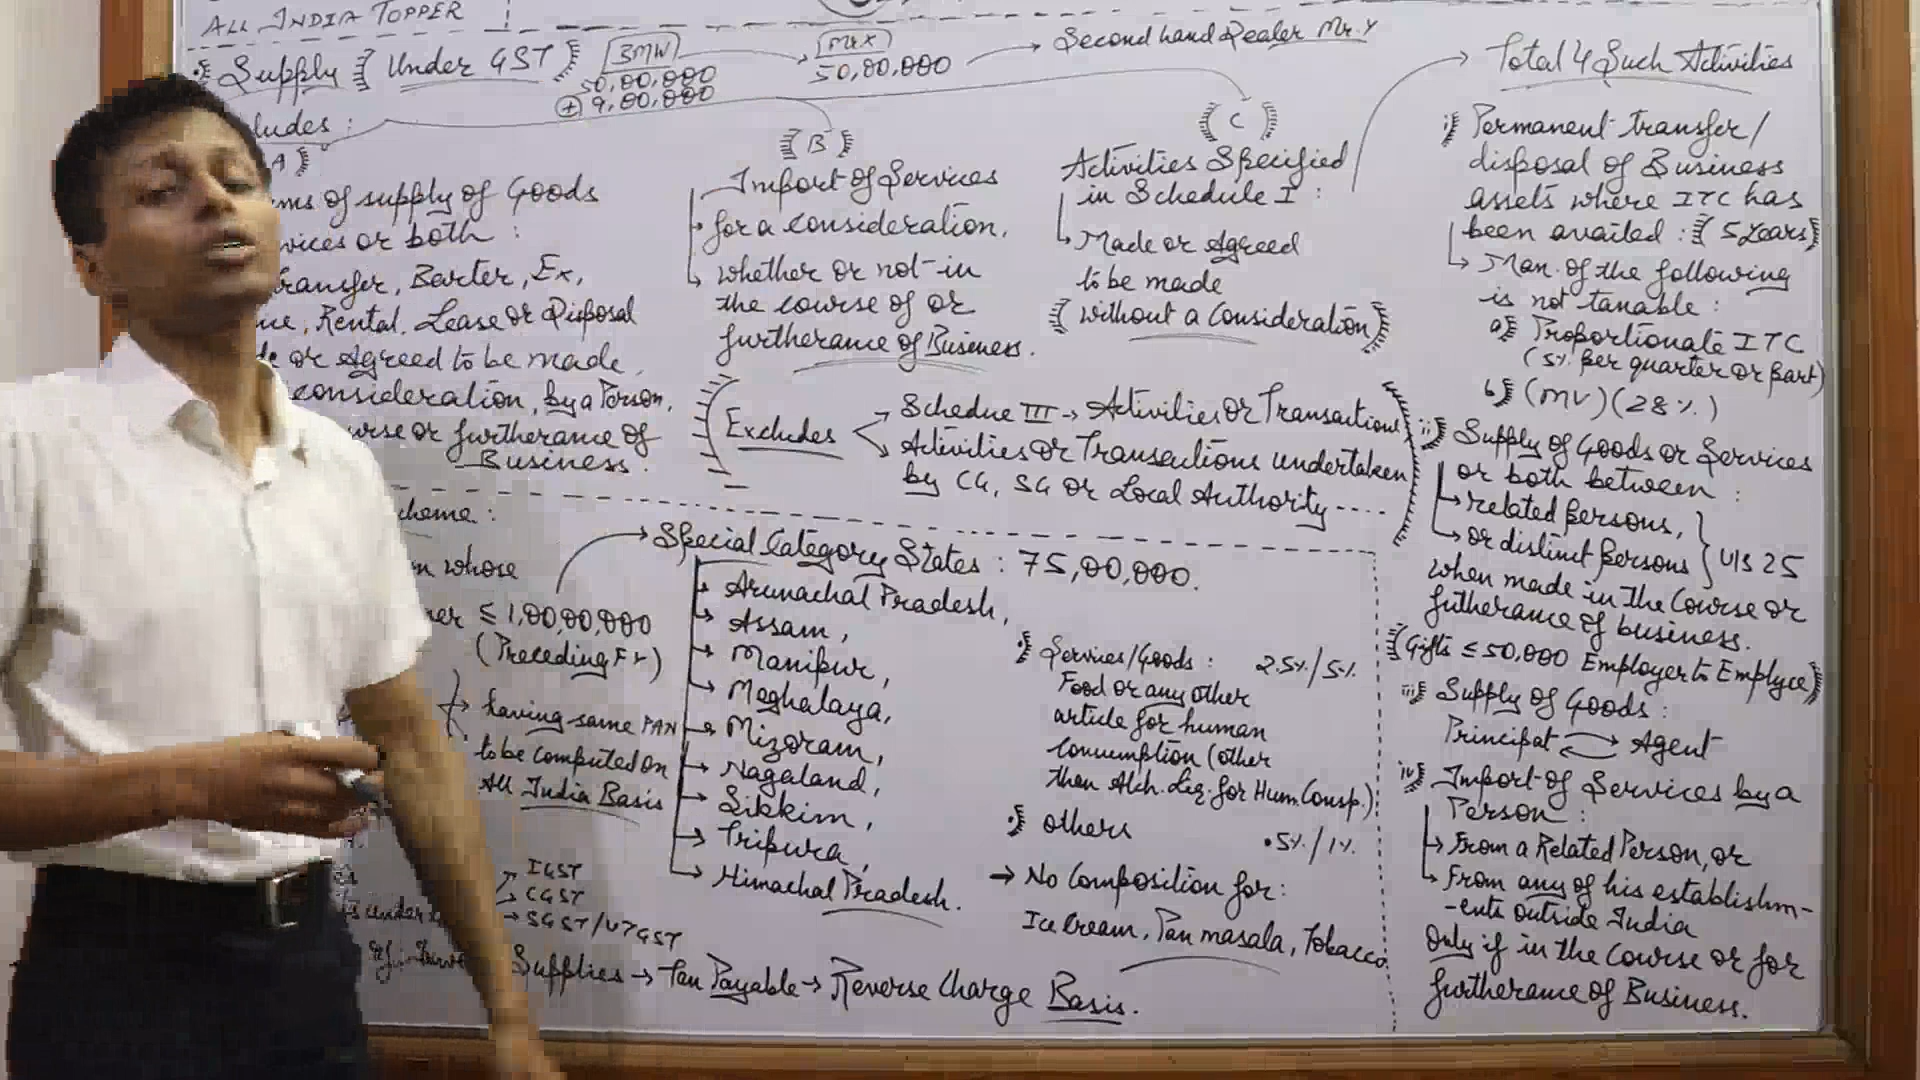 ALL INDIA TOPPER
Supply Under GST
BMW
50,00,000
+ 9,00,000
Mr. X
50,00,000
Second hand Dealer Mr. Y
ludes :
A
ms of supply of Goods
vices or both :
ransfer, Barter, Ex,
Rental, Lease or Disposal
or Agreed to be made,
consideration, by a Person,
urse or furtherance of
Business.
B
Import of Services
for a consideration,
whether or not in
the course of or
furtherance of Business.
C
Activities Specified
in Schedule I :
Made or Agreed
to be made
without a Consideration
Excludes
Schedue III → Activities or Transactions
Activities or Transactions undertaken
by CG, SG or Local Authority ----
Total 4 Such Activities
i) Permanent transfer/
disposal of Business
assets where ITC has
been availed : 5 Years
of the following
is not taxable :
a) Proportionate ITC
(5% per quarter or part)
b) (MV) (28%)
ii) Supply of Goods or Services
or both between :
related persons,
or distinct persons
U/S 25
when made in the course or
futherance of business.
Gifts ≤ 50,000 Employer to Emplyee
iii) Supply of Goods :
Principal Agent
iv) Import of Services by a
Person :
From a Related Person, or
From any of his establishm-
-ents outside India
Only if in the Course or for
furtherance of Business.
cheme :
n whose
≤ 1,00,00,000
(Preceding FY)
having same PAN
to be computed on
All India Basis
IGST
CGST
SGST/UTGST
Supplies → Tax Payable → Reverse Charge Basis.
Special Category States : 75,00,000.
Arunachal Pradesh,
Assam,
Manipur,
Meghalaya,
Mizoram,
Nagaland,
Sikkim,
Tripura,
Himachal Pradesh.
Services/Goods : 2.5%/5%
Food or any other
article for human
Consumption (other
than Alch. Liq. for Hum. Consp.)
others .5%/1%
→ No Composition for :
Ice Cream, Pan masala, Tobacco